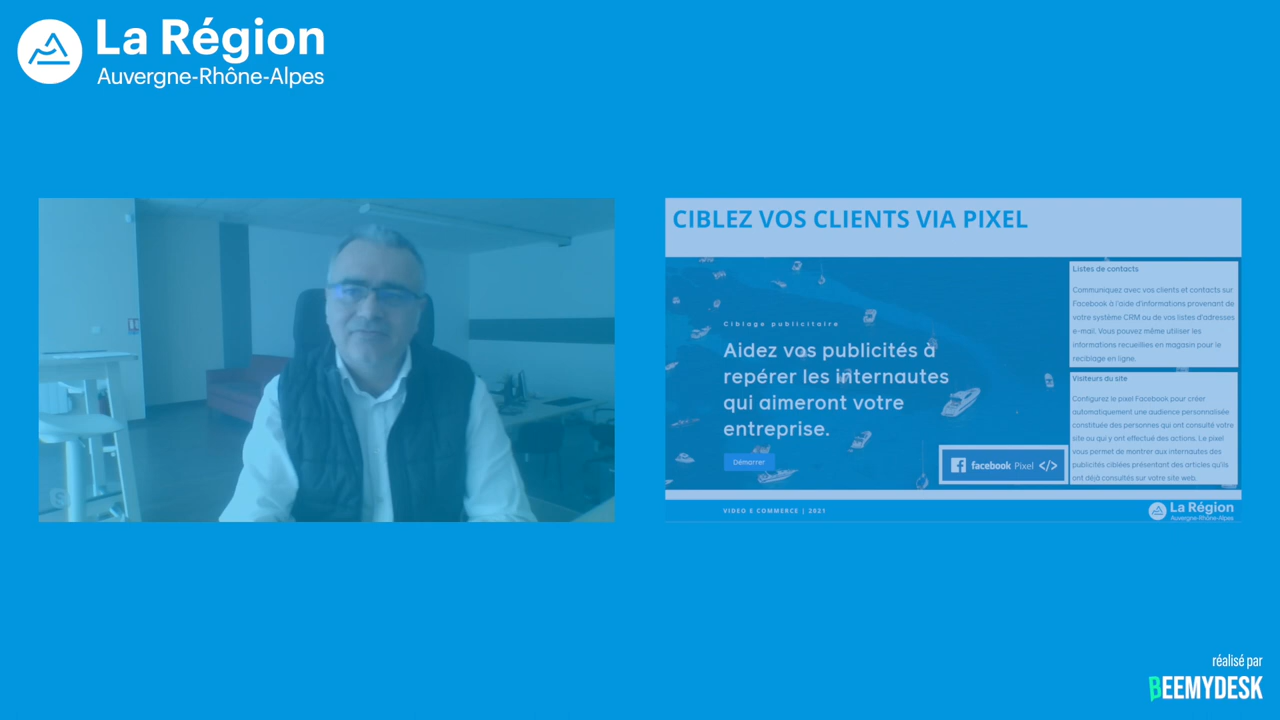 La Région
Auvergne-Rhône-Alpes
CIBLEZ VOS CLIENTS VIA PIXEL
Ciblage publicitaire
Aidez vos publicités à
repérer les internautes
qui aimeront votre
entreprise.
Démarrer
facebook Pixel </>
Listes de contacts
Communiquez avec vos clients et contacts sur
Facebook à l'aide d'informations provenant de
votre système CRM ou de vos listes d'adresses
e-mail. Vous pouvez même utiliser les
informations recueillies en magasin pour le
reciblage en ligne.
Visiteurs du site
Configurez le pixel Facebook pour créer
automatiquement une audience personnalisée
constituée des personnes qui ont consulté votre
site ou qui y ont effectué des actions. Le pixel
vous permet de montrer aux internautes des
publicités ciblées présentant des articles qu'ils
ont déjà consultés sur votre site web.
VIDEO E COMMERCE | 2021
La Région
Auvergne-Rhône-Alpes
réalisé par
BEEMYDESK